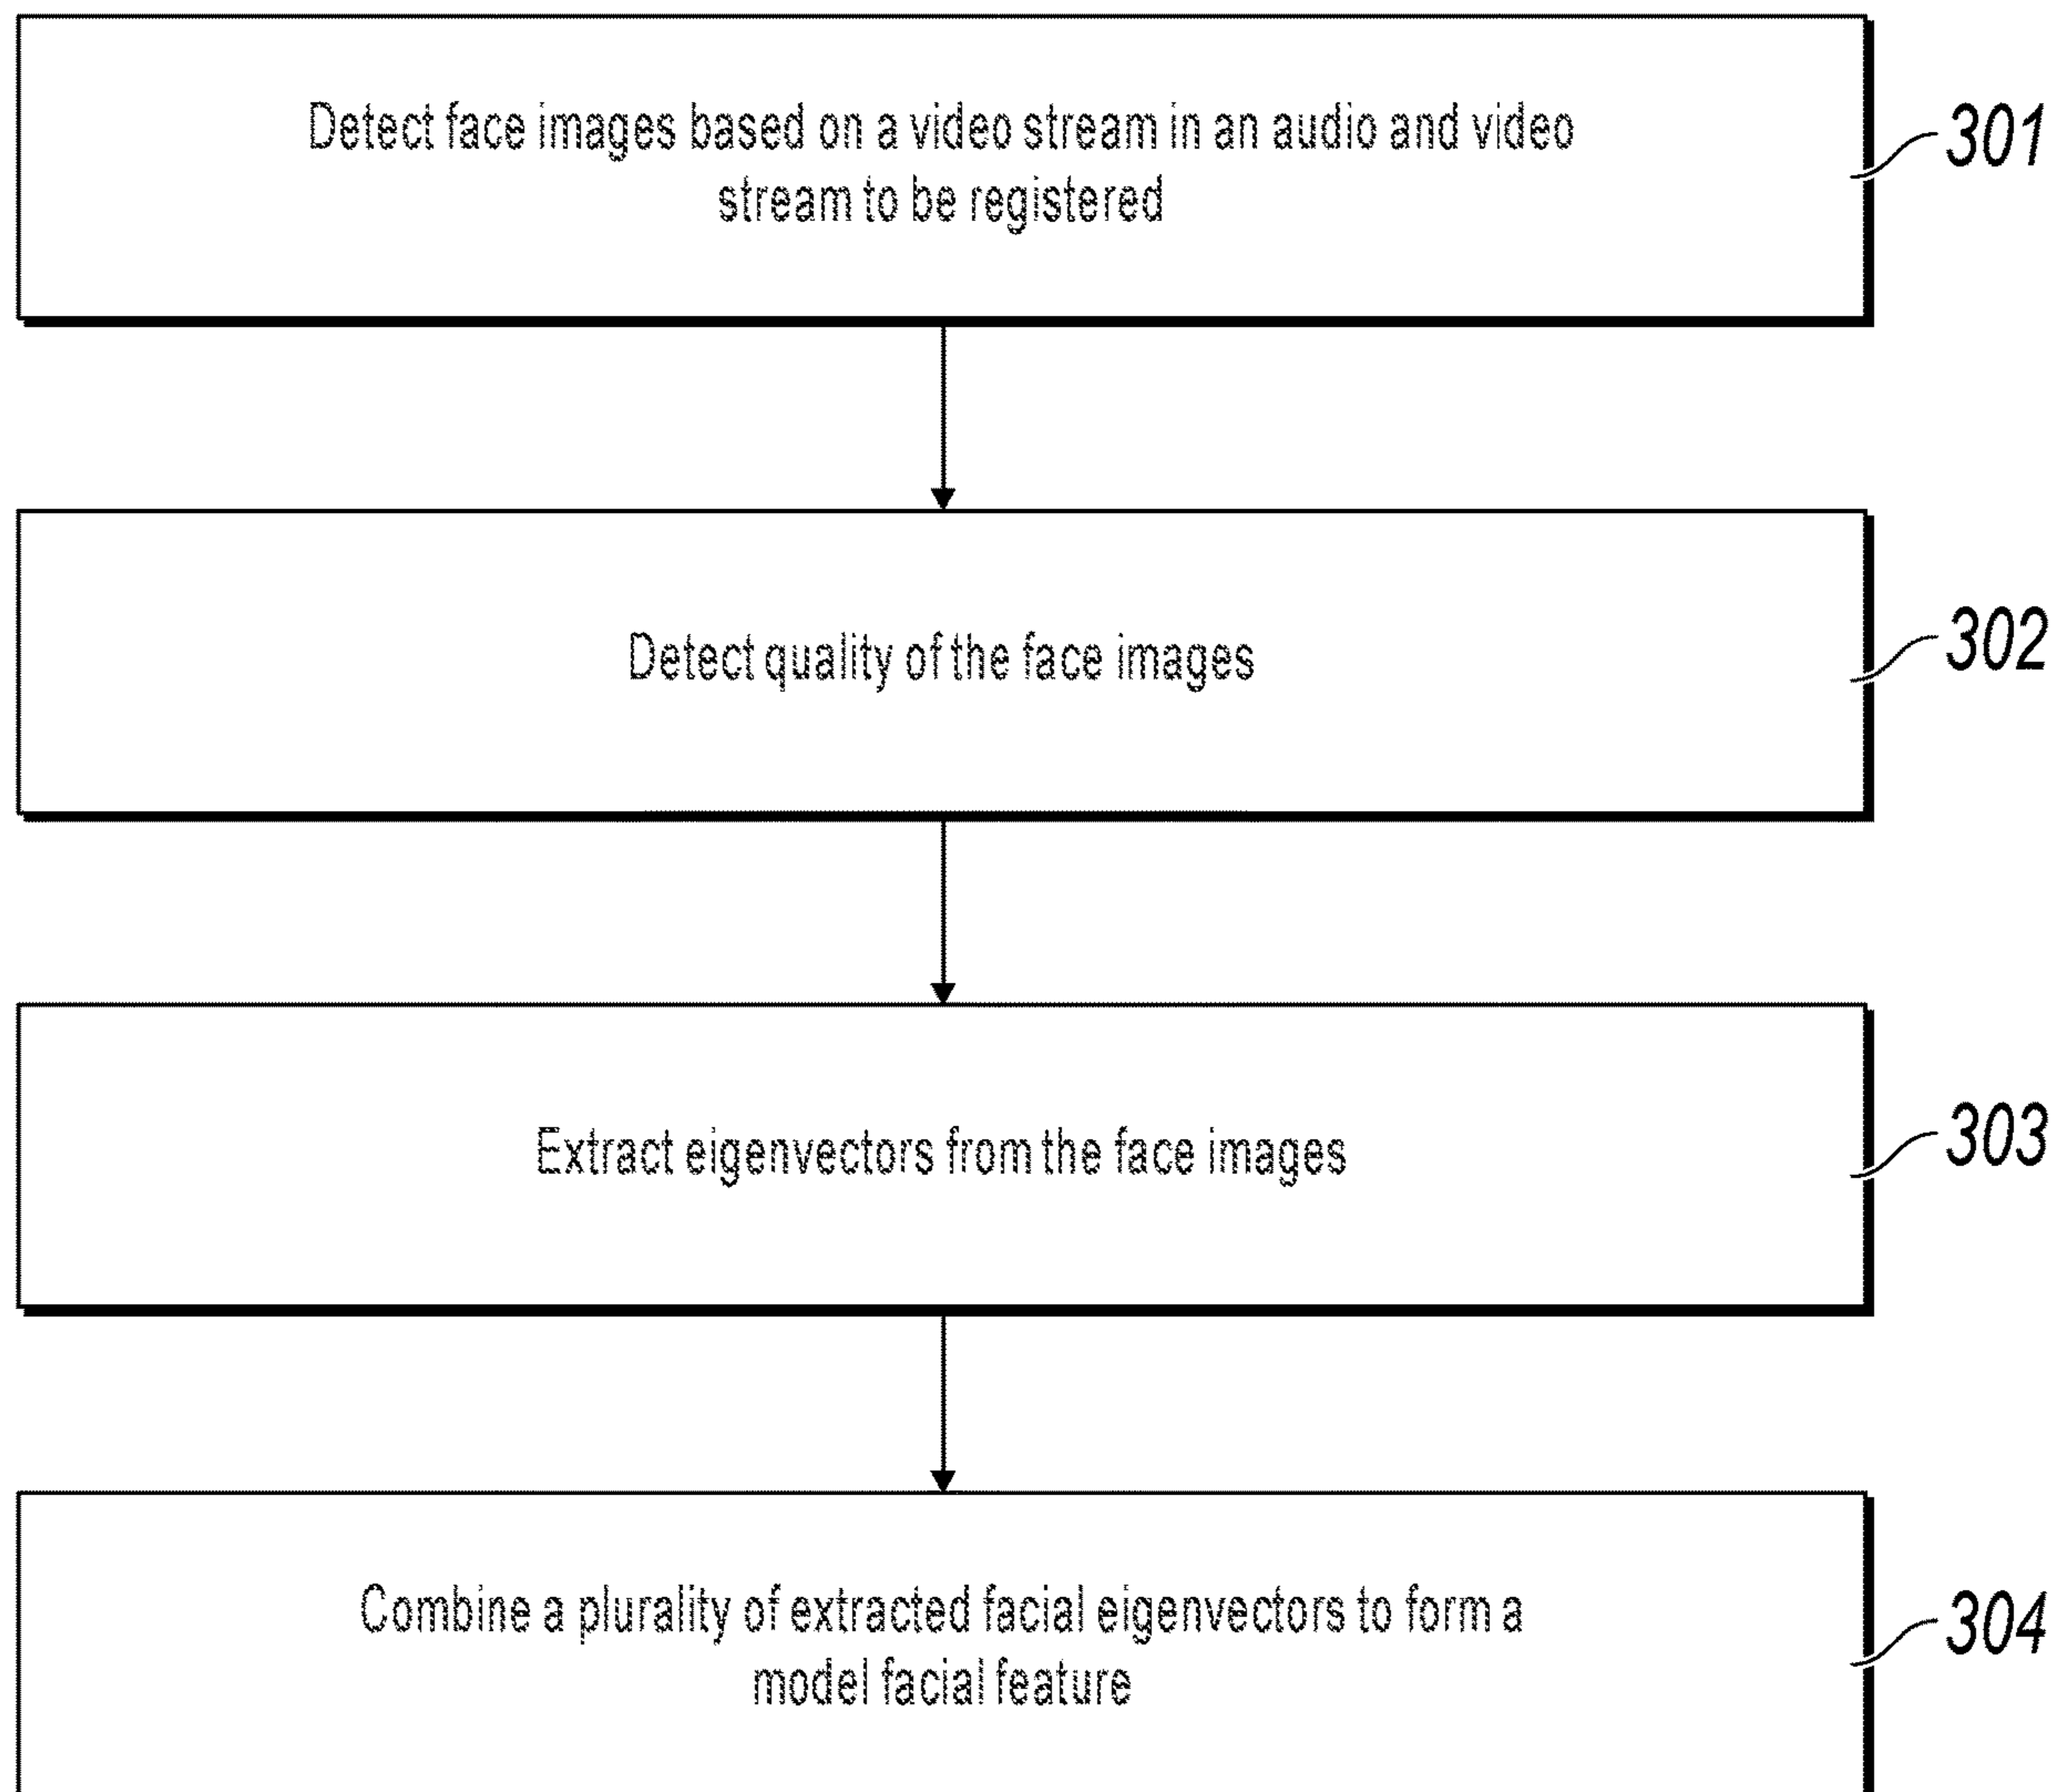 Detect face images based on a video stream in an audio and video
stream to be registered
301
Detect quality of the face images
302
Extract eigenvectors from the face images
303
Combine a plurality of extracted facial eigenvectors to form a
model facial feature
304